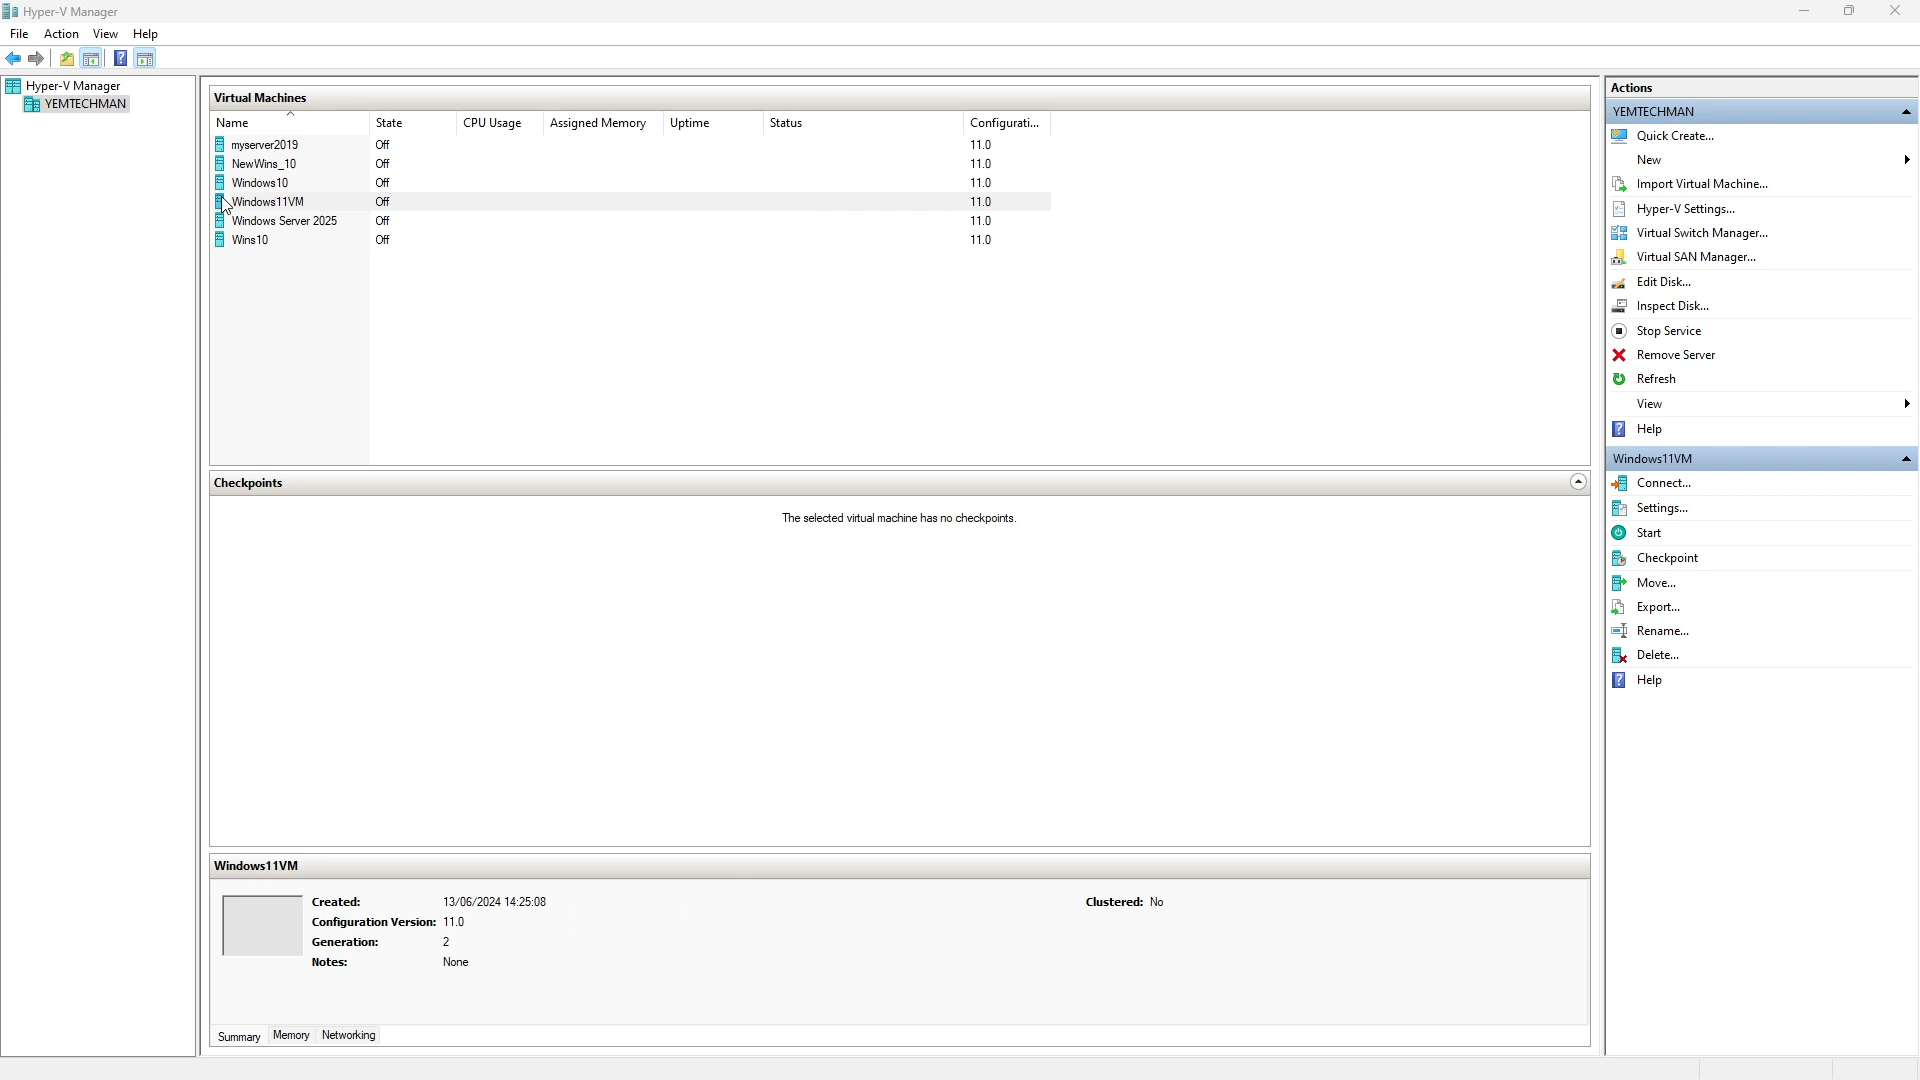 Hyper-V Manager
File Action View Help
Hyper-V Manager
YEMTECHMAN
Virtual Machines
Name State CPU Usage Assigned Memory Uptime Status Configurati...
myserver2019 Off 11.0
NewWins_10 Off 11.0
Windows10 Off 11.0
Windows11VM Off 11.0
Windows Server 2025 Off 11.0
Wins10 Off 11.0
Checkpoints
The selected virtual machine has no checkpoints.
Windows11VM
Created: 13/06/2024 14:25:08 Clustered: No
Configuration Version: 11.0
Generation: 2
Notes: None
Summary Memory Networking
Actions
YEMTECHMAN
Quick Create...
New
Import Virtual Machine...
Hyper-V Settings...
Virtual Switch Manager...
Virtual SAN Manager...
Edit Disk...
Inspect Disk...
Stop Service
Remove Server
Refresh
View
Help
Windows11VM
Connect...
Settings...
Start
Checkpoint
Move...
Export...
Rename...
Delete...
Help